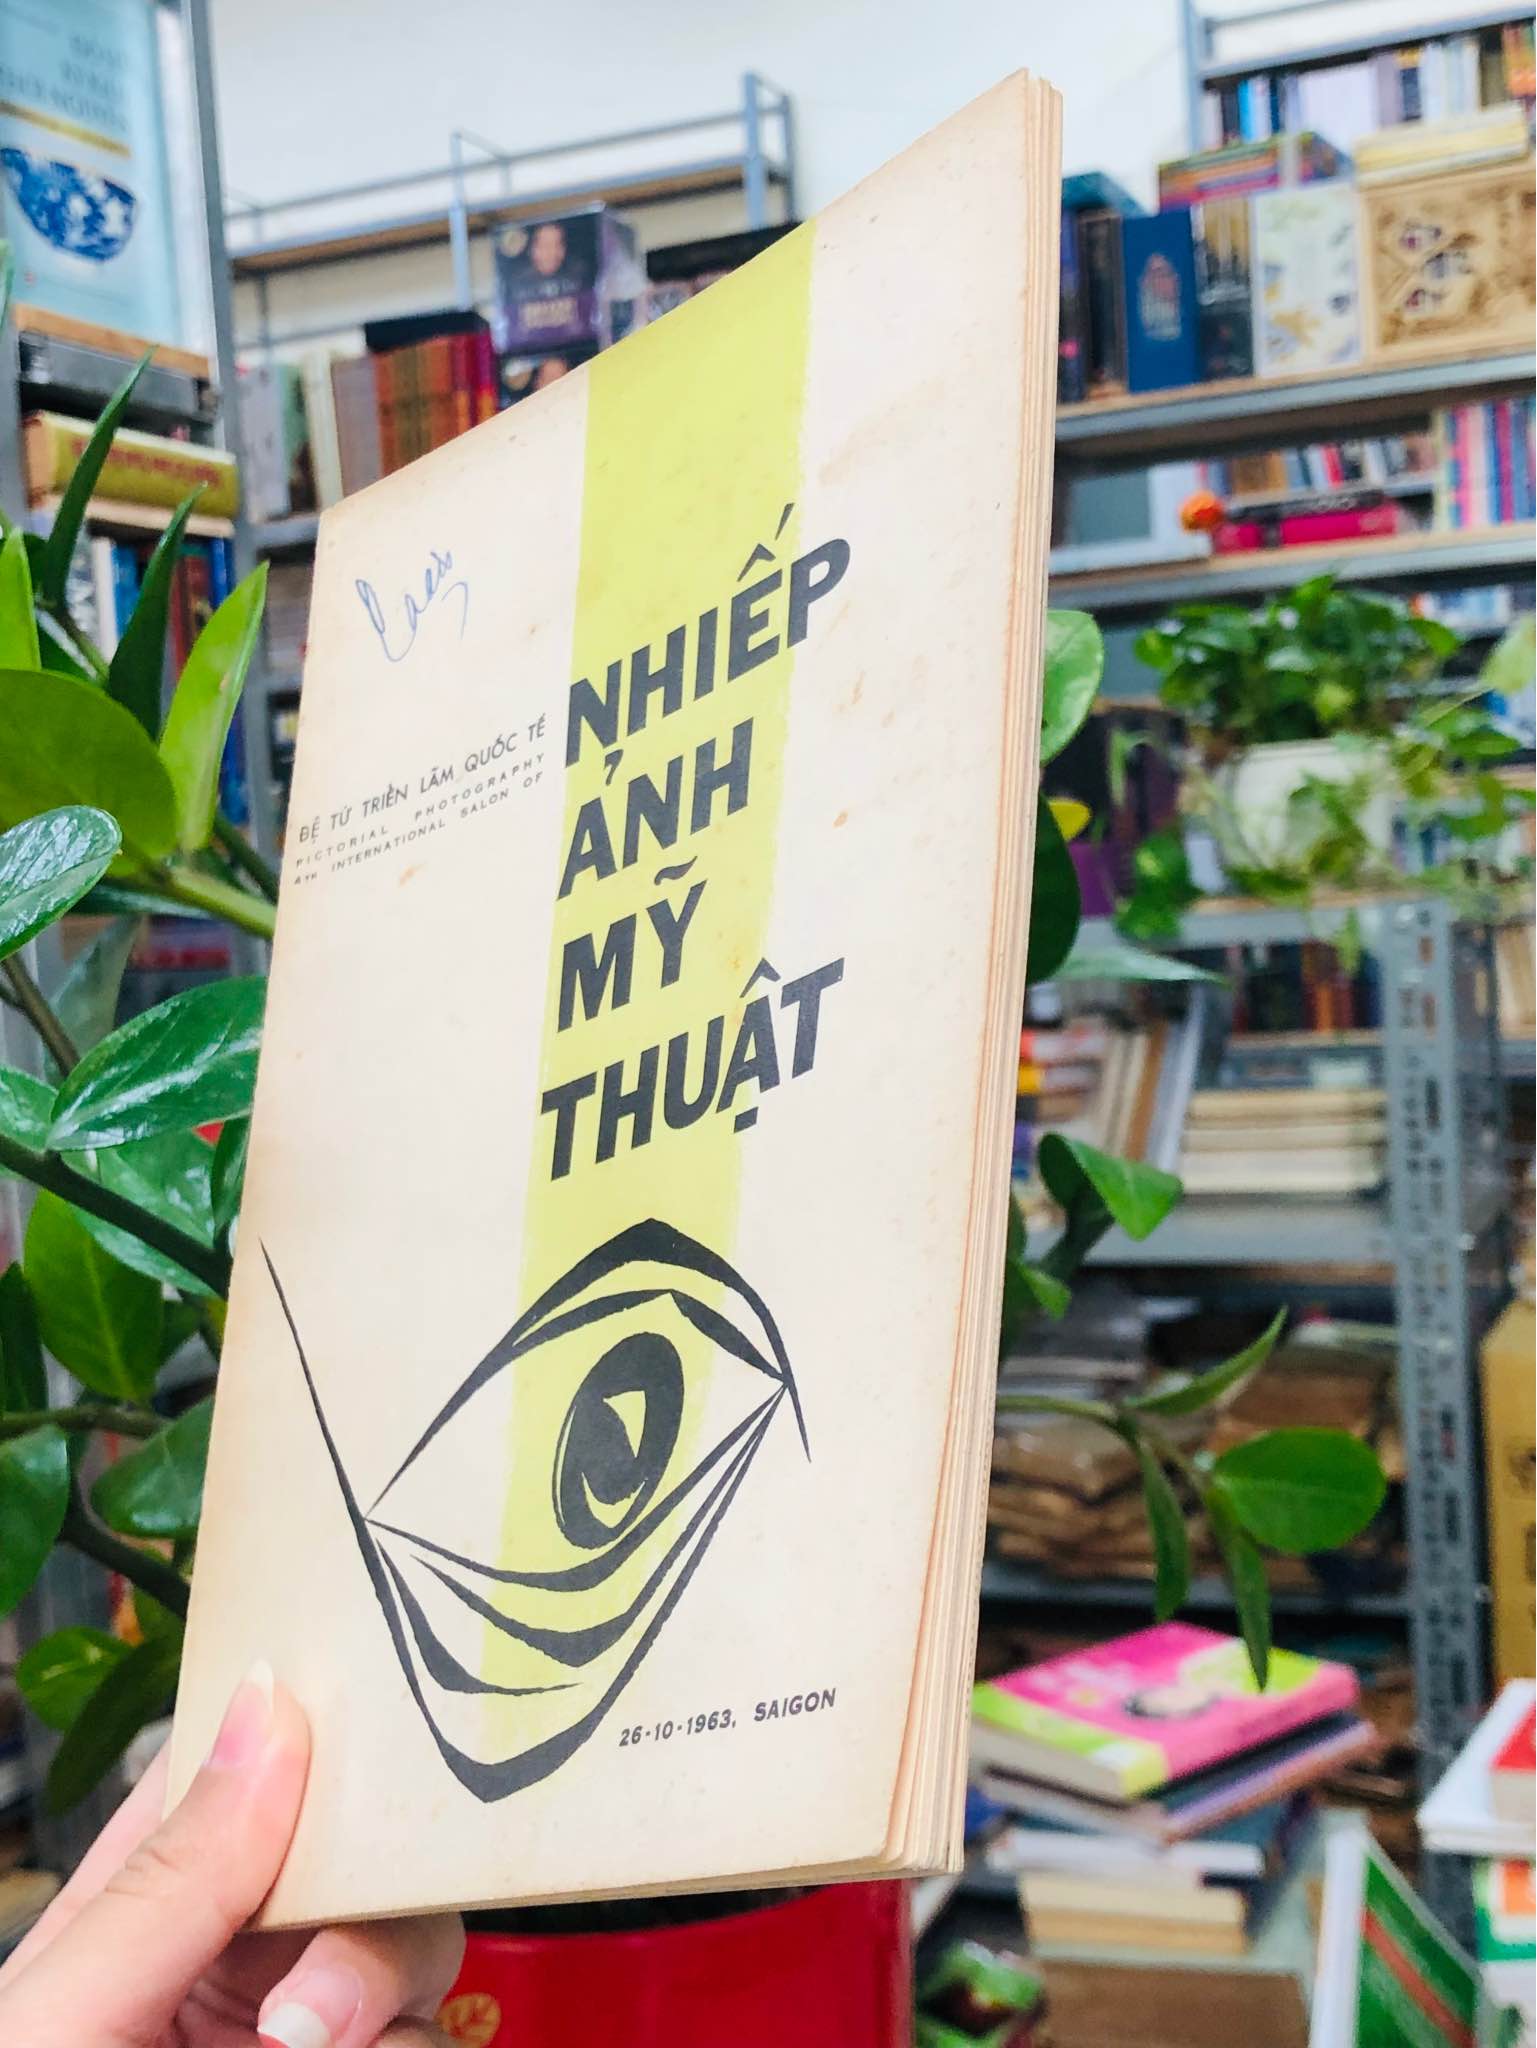 ĐỆ TỨ TRIỂN LÃM QUỐC TẾ
PICTORIAL PHOTOGRAPHY
4TH INTERNATIONAL SALON OF
NHIẾP
ẢNH
MỸ
THUẬT
26-10-1963, SAIGON